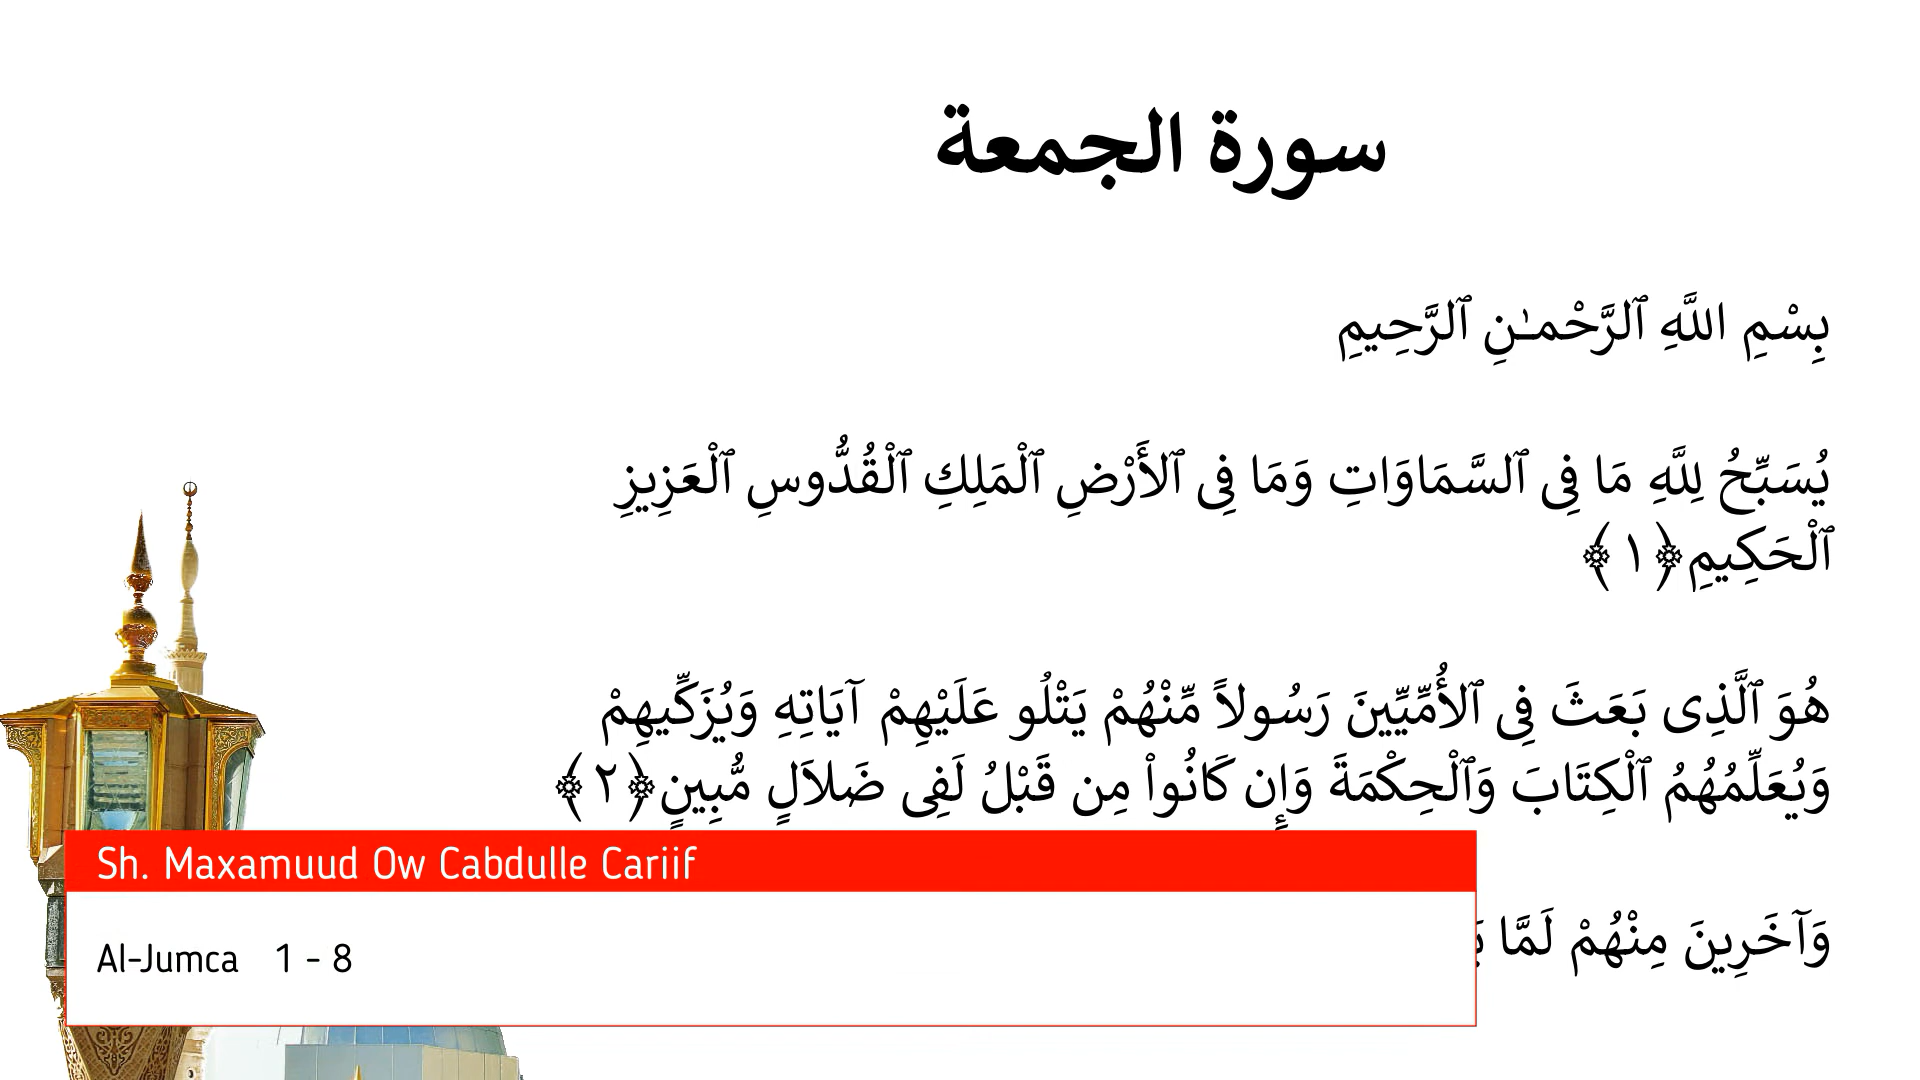 سورة الجمعة
بِسْمِ اللَّهِ ٱلرَّحْمـٰنِ ٱلرَّحِيمِ
يُسَبِّحُ لِلَّهِ مَا فِى ٱلسَّمَاوَاتِ وَمَا فِى ٱلأَرْضِ ٱلْمَلِكِ ٱلْقُدُّوسِ ٱلْعَزِيزِ
ٱلْحَكِيمِ﴿١﴾
هُوَ ٱلَّذِى بَعَثَ فِى ٱلأُمِّيِّينَ رَسُولاً مِّنْهُمْ يَتْلُو عَلَيْهِمْ آيَاتِهِ وَيُزَكِّيهِمْ
وَيُعَلِّمُهُمُ ٱلْكِتَابَ وَٱلْحِكْمَةَ وَإِن كَانُواْ مِن قَبْلُ لَفِى ضَلاَلٍ مُّبِينٍ﴿٢﴾
وَآخَرِينَ مِنْهُمْ لَمَّا
Sh. Maxamuud Ow Cabdulle Cariif
Al-Jumca 1 - 8